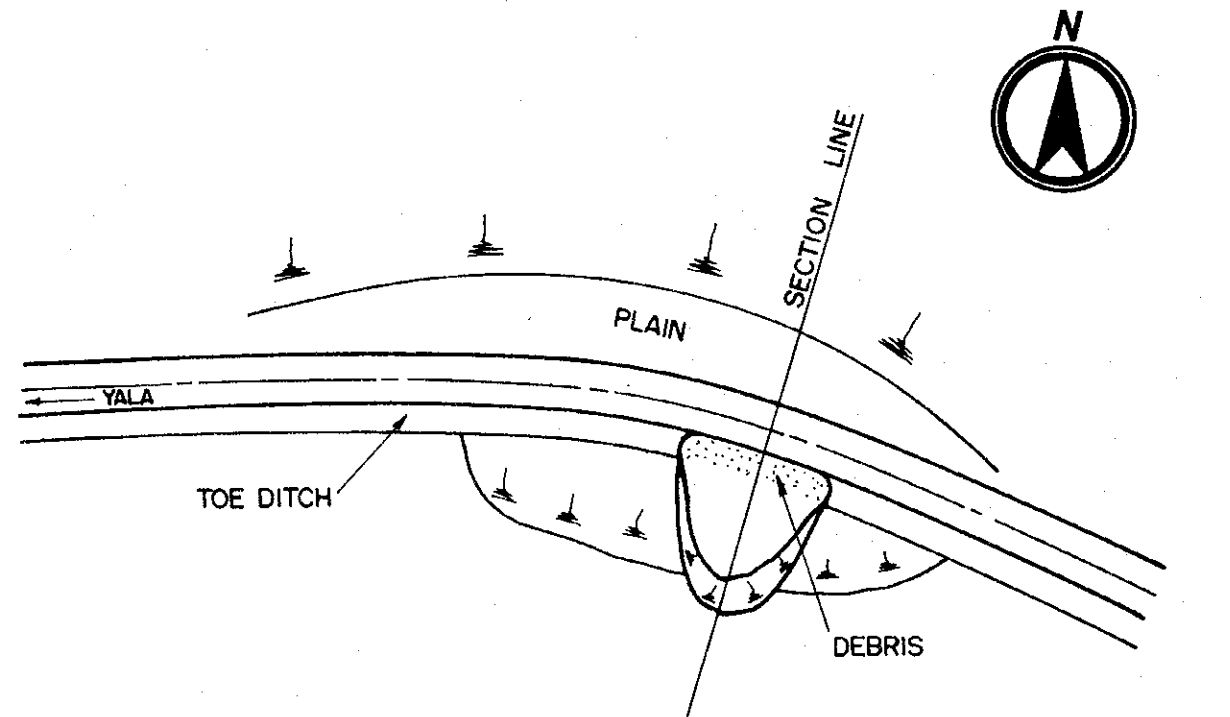 N
SECTION LINE
PLAIN
YALA
TOE DITCH
DEBRIS